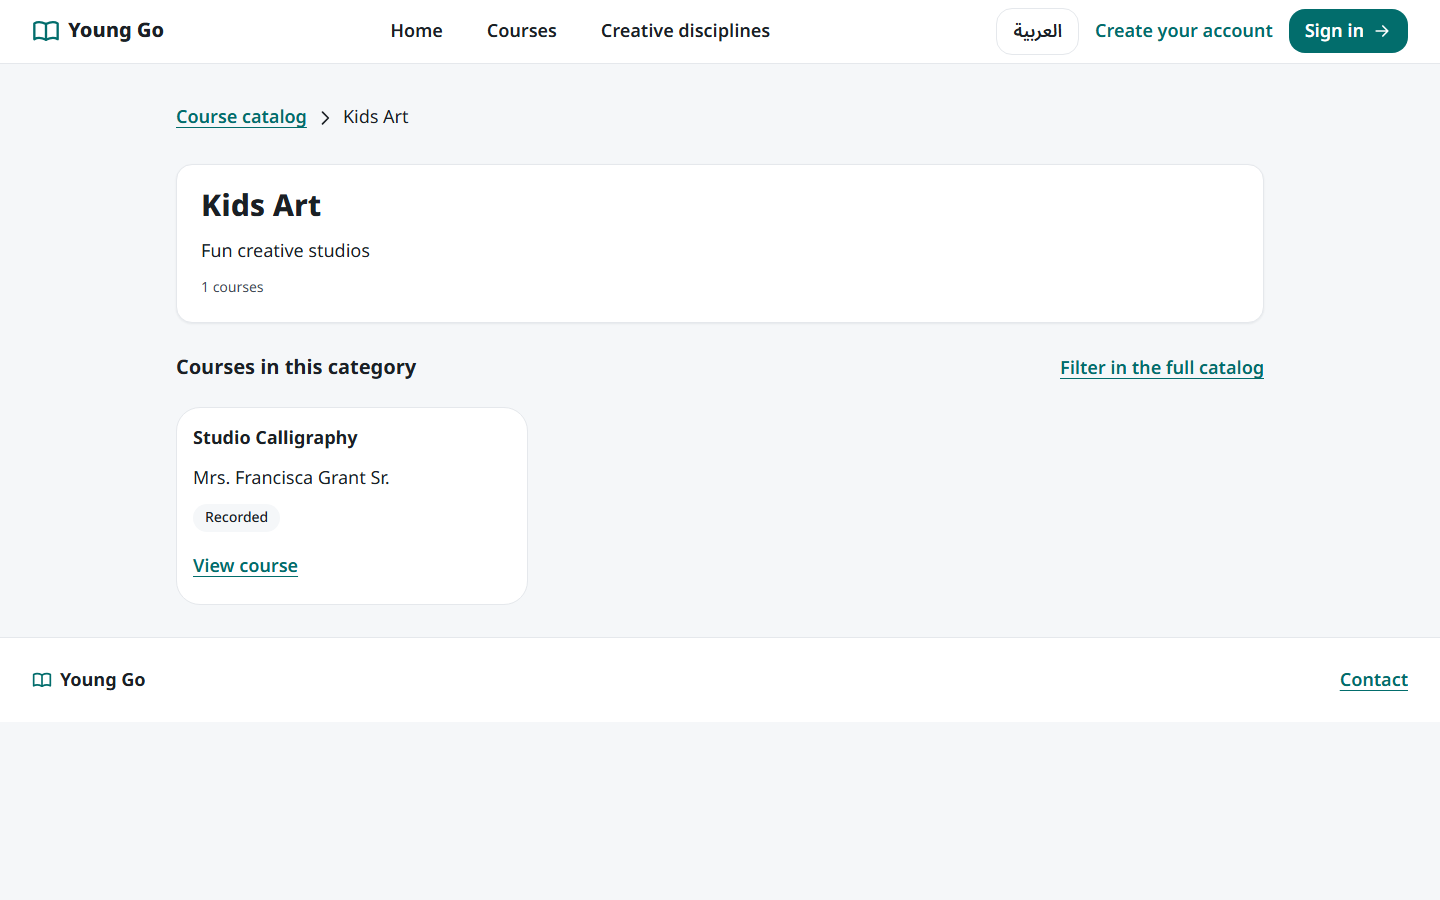 Young Go
Home
Courses
Creative disciplines
العربية
Create your account
Sign in
Course catalog
Kids Art
Kids Art
Fun creative studios
1 courses
Courses in this category
Filter in the full catalog
Studio Calligraphy
Mrs. Francisca Grant Sr.
Recorded
View course
Young Go
Contact